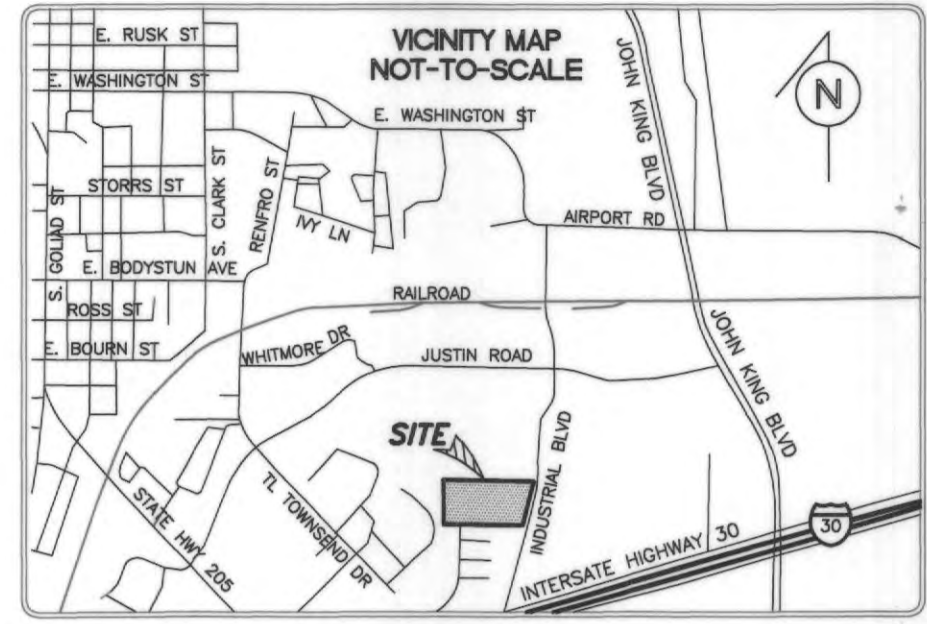 E. RUSK ST
VICINITY MAP
NOT-TO-SCALE
E. WASHINGTON ST
E. WASHINGTON ST
JOHN KING BLVD
N
STORRS ST
S. CLARK ST
RENFRO ST
IVY LN
AIRPORT RD
S. GOLIAD ST
E. BODYSTUN AVE
RAILROAD
ROSS ST
E. BOURN ST
WHITMORE DR
JUSTIN ROAD
JOHN KING BLVD
SITE
INDUSTRIAL BLVD
TL TOWNSEND DR
STATE HWY 205
INTERSATE HIGHWAY 30
30